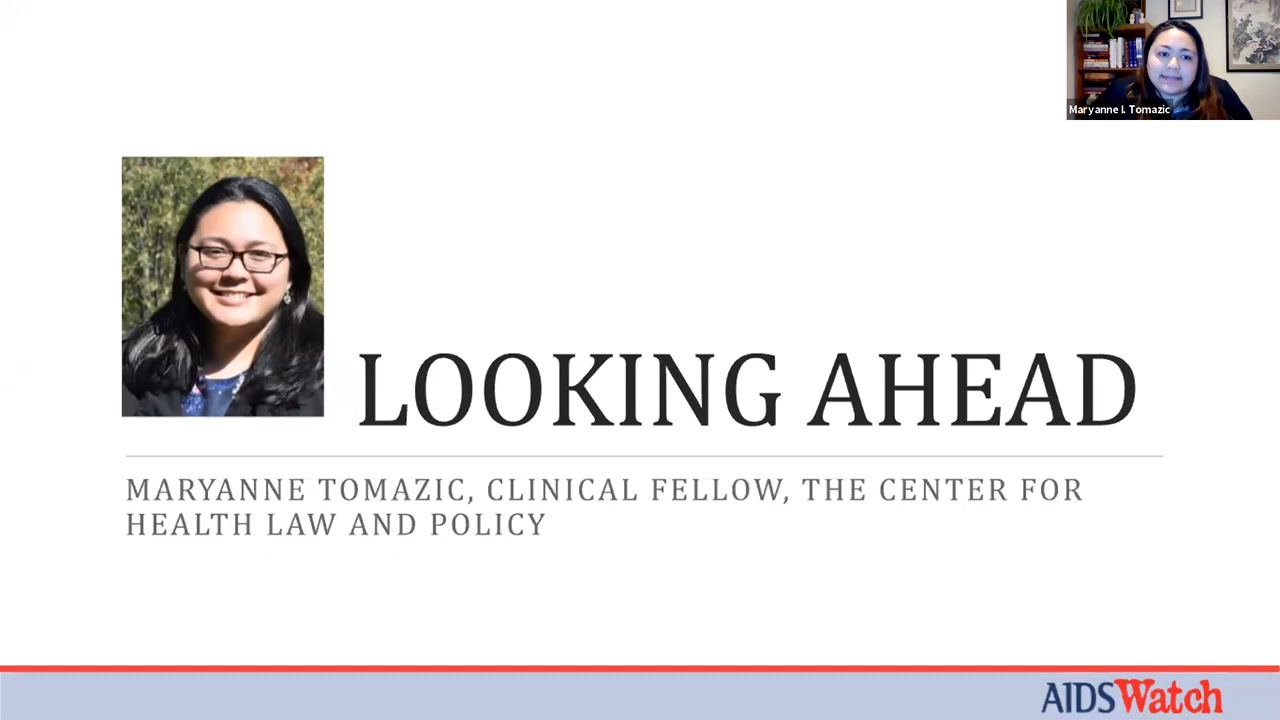 Maryanne I. Tomazic
LOOKING AHEAD
MARYANNE TOMAZIC, CLINICAL FELLOW, THE CENTER FOR
HEALTH LAW AND POLICY
AIDSWatch